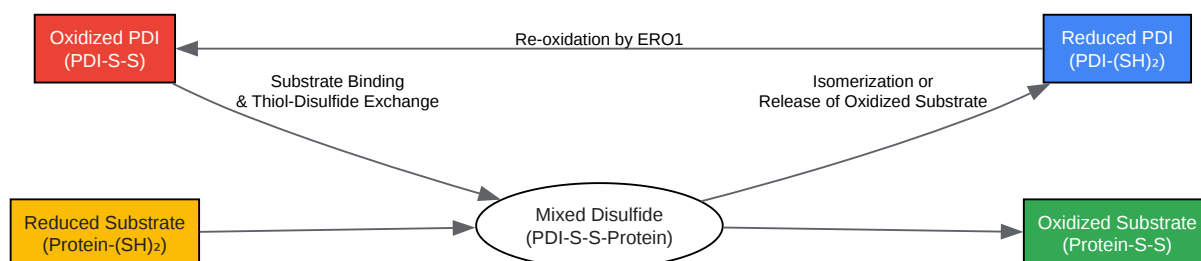 Oxidized PDI
(PDI-S-S)
Re-oxidation by ERO1
Reduced PDI
(PDI-(SH)₂)
Substrate Binding
& Thiol-Disulfide Exchange
Isomerization or
Release of Oxidized Substrate
Reduced Substrate
(Protein-(SH)₂)
Mixed Disulfide
(PDI-S-S-Protein)
Oxidized Substrate
(Protein-S-S)